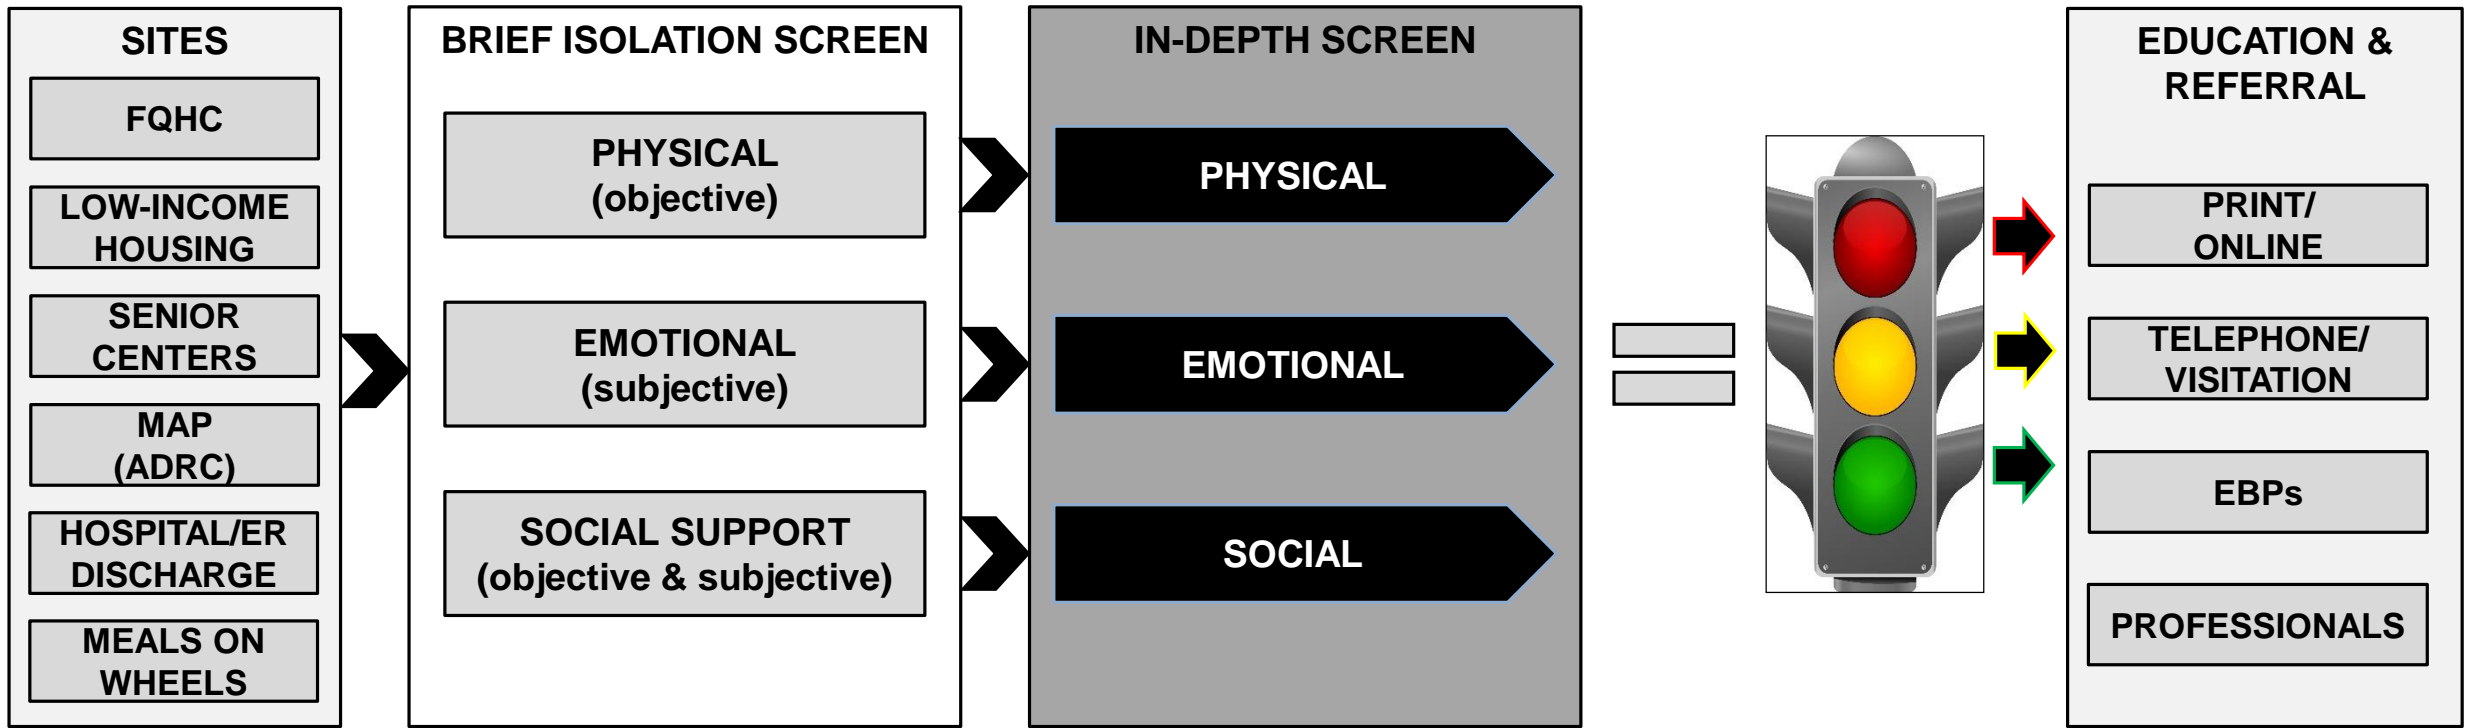 SITES
FQHC
LOW-INCOME
HOUSING
SENIOR
CENTERS
MAP
(ADRC)
HOSPITAL/ER
DISCHARGE
MEALS ON
WHEELS
BRIEF ISOLATION SCREEN
PHYSICAL
(objective)
EMOTIONAL
(subjective)
SOCIAL SUPPORT
(objective & subjective)
IN-DEPTH SCREEN
PHYSICAL
EMOTIONAL
SOCIAL
EDUCATION &
REFERRAL
PRINT/
ONLINE
TELEPHONE/
VISITATION
EBPs
PROFESSIONALS